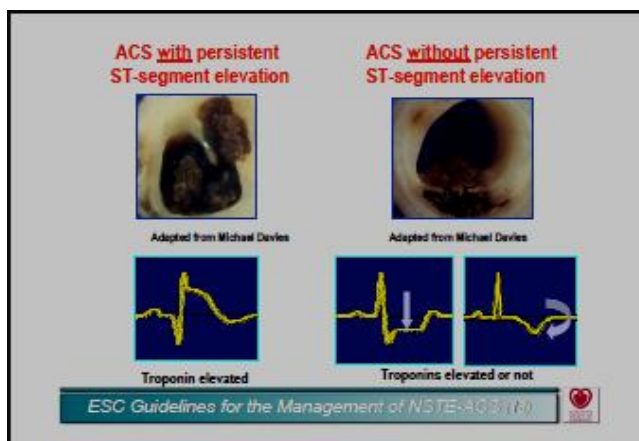 ACS with persistent
ST-segment elevation
ACS without persistent
ST-segment elevation
Adapted from Michael Davies
Adapted from Michael Davies
Troponin elevated
Troponins elevated or not
ESC Guidelines for the Management of NSTE-ACS